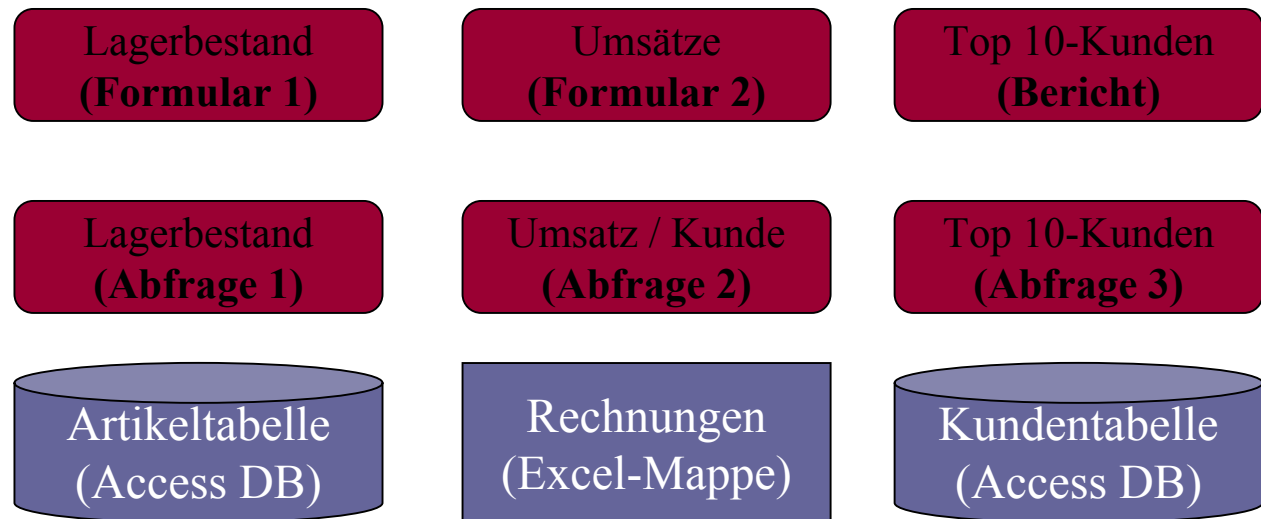 Lagerbestand
(Formular 1)
Umsätze
(Formular 2)
Top 10-Kunden
(Bericht)
Lagerbestand
(Abfrage 1)
Umsatz / Kunde
(Abfrage 2)
Top 10-Kunden
(Abfrage 3)
Artikeltabelle
(Access DB)
Rechnungen
(Excel-Mappe)
Kundentabelle
(Access DB)